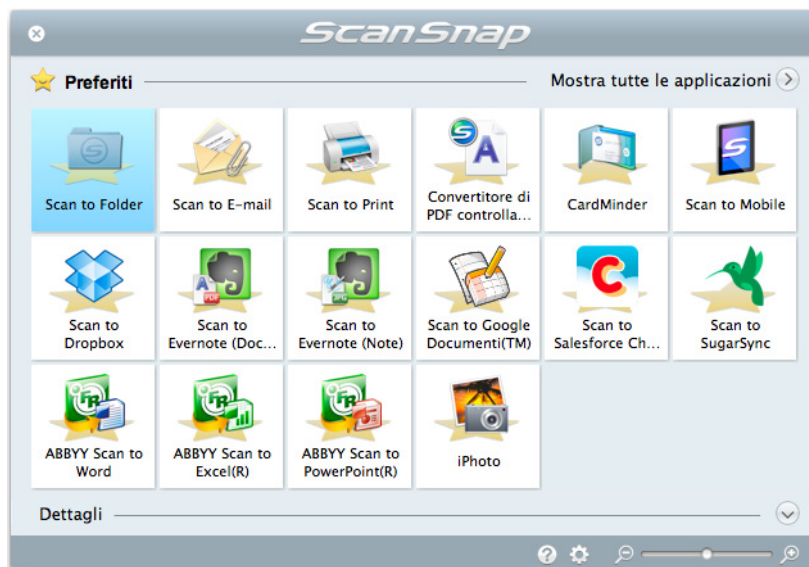 ScanSnap
Preferiti
Mostra tutte le applicazioni
Scan to Folder
Scan to E-mail
Scan to Print
Convertitore di
PDF controlla...
CardMinder
Scan to Mobile
Scan to
Dropbox
Scan to
Evernote (Doc...
Scan to
Evernote (Note)
Scan to Google
Documenti(TM)
Scan to
Salesforce Ch...
Scan to
SugarSync
ABBYY Scan to
Word
ABBYY Scan to
Excel(R)
ABBYY Scan to
PowerPoint(R)
iPhoto
Dettagli